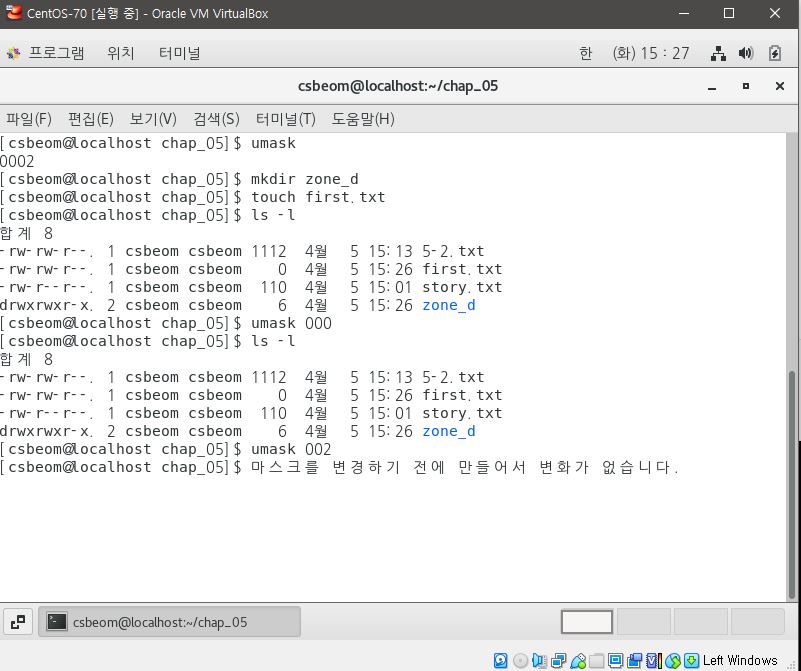 CentOS-70 [실행 중] - Oracle VM VirtualBox
프로그램 위치 터미널 한 (화) 15 : 27
csbeom@localhost:~/chap_05
파일(F) 편집(E) 보기(V) 검색(S) 터미널(T) 도움말(H)
[csbeom@localhost chap_05]$ umask
0002
[csbeom@localhost chap_05]$ mkdir zone_d
[csbeom@localhost chap_05]$ touch first.txt
[csbeom@localhost chap_05]$ ls -l
합계 8
-rw-rw-r--. 1 csbeom csbeom 1112 4월 5 15:13 5-2.txt
-rw-rw-r--. 1 csbeom csbeom 0 4월 5 15:26 first.txt
-rw-r--r--. 1 csbeom csbeom 110 4월 5 15:01 story.txt
drwxrwxr-x. 2 csbeom csbeom 6 4월 5 15:26 zone_d
[csbeom@localhost chap_05]$ umask 000
[csbeom@localhost chap_05]$ ls -l
합계 8
-rw-rw-r--. 1 csbeom csbeom 1112 4월 5 15:13 5-2.txt
-rw-rw-r--. 1 csbeom csbeom 0 4월 5 15:26 first.txt
-rw-r--r--. 1 csbeom csbeom 110 4월 5 15:01 story.txt
drwxrwxr-x. 2 csbeom csbeom 6 4월 5 15:26 zone_d
[csbeom@localhost chap_05]$ umask 002
[csbeom@localhost chap_05]$ 마스크를 변경하기 전에 만들어서 변화가 없습니다.
csbeom@localhost:~/chap_05
Left Windows